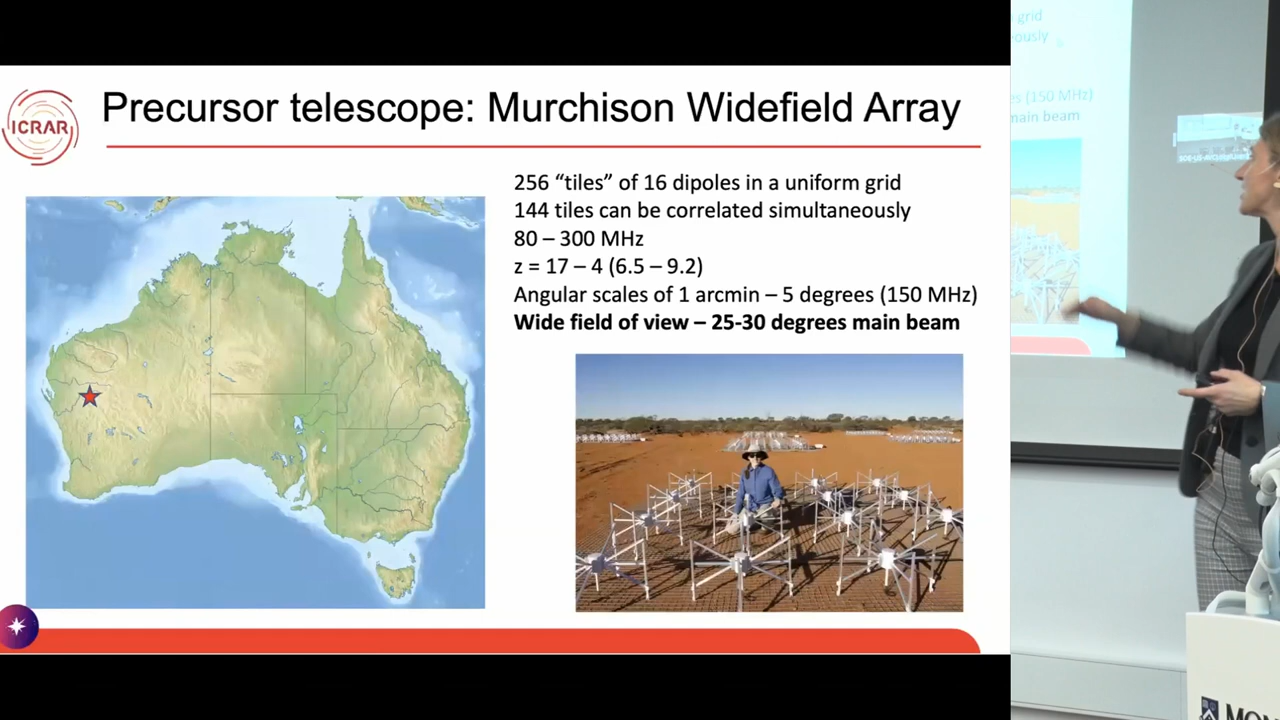 Precursor telescope: Murchison Widefield Array
ICRAR
256 “tiles” of 16 dipoles in a uniform grid
144 tiles can be correlated simultaneously
80 – 300 MHz
z = 17 – 4 (6.5 – 9.2)
Angular scales of 1 arcmin – 5 degrees (150 MHz)
Wide field of view – 25-30 degrees main beam
grid
ously
(150 MHz)
main beam